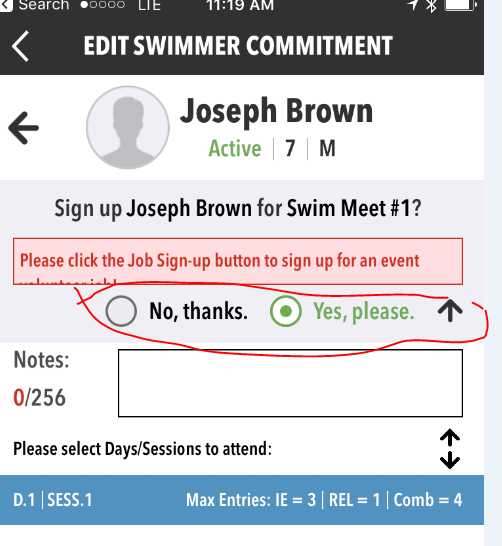 Search LTE 11:19 AM
EDIT SWIMMER COMMITMENT
Joseph Brown
Active | 7 | M
Sign up Joseph Brown for Swim Meet #1?
Please click the Job Sign-up button to sign up for an event
volunteer job!
No, thanks. Yes, please.
Notes:
0/256
Please select Days/Sessions to attend:
D.1 | SESS.1 Max Entries: IE = 3 | REL = 1 | Comb = 4